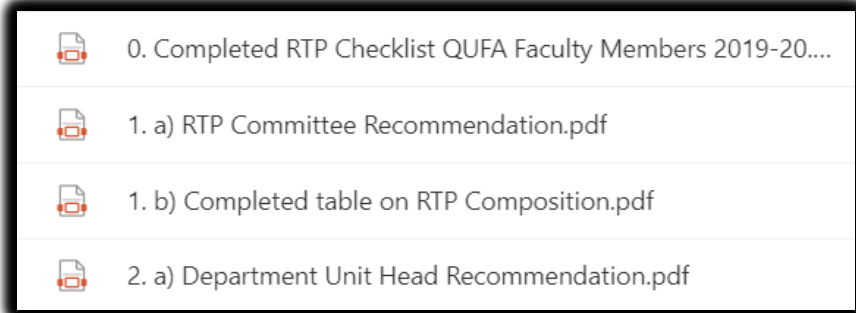 0. Completed RTP Checklist QUFA Faculty Members 2019-20....
1. a) RTP Committee Recommendation.pdf
1. b) Completed table on RTP Composition.pdf
2. a) Department Unit Head Recommendation.pdf